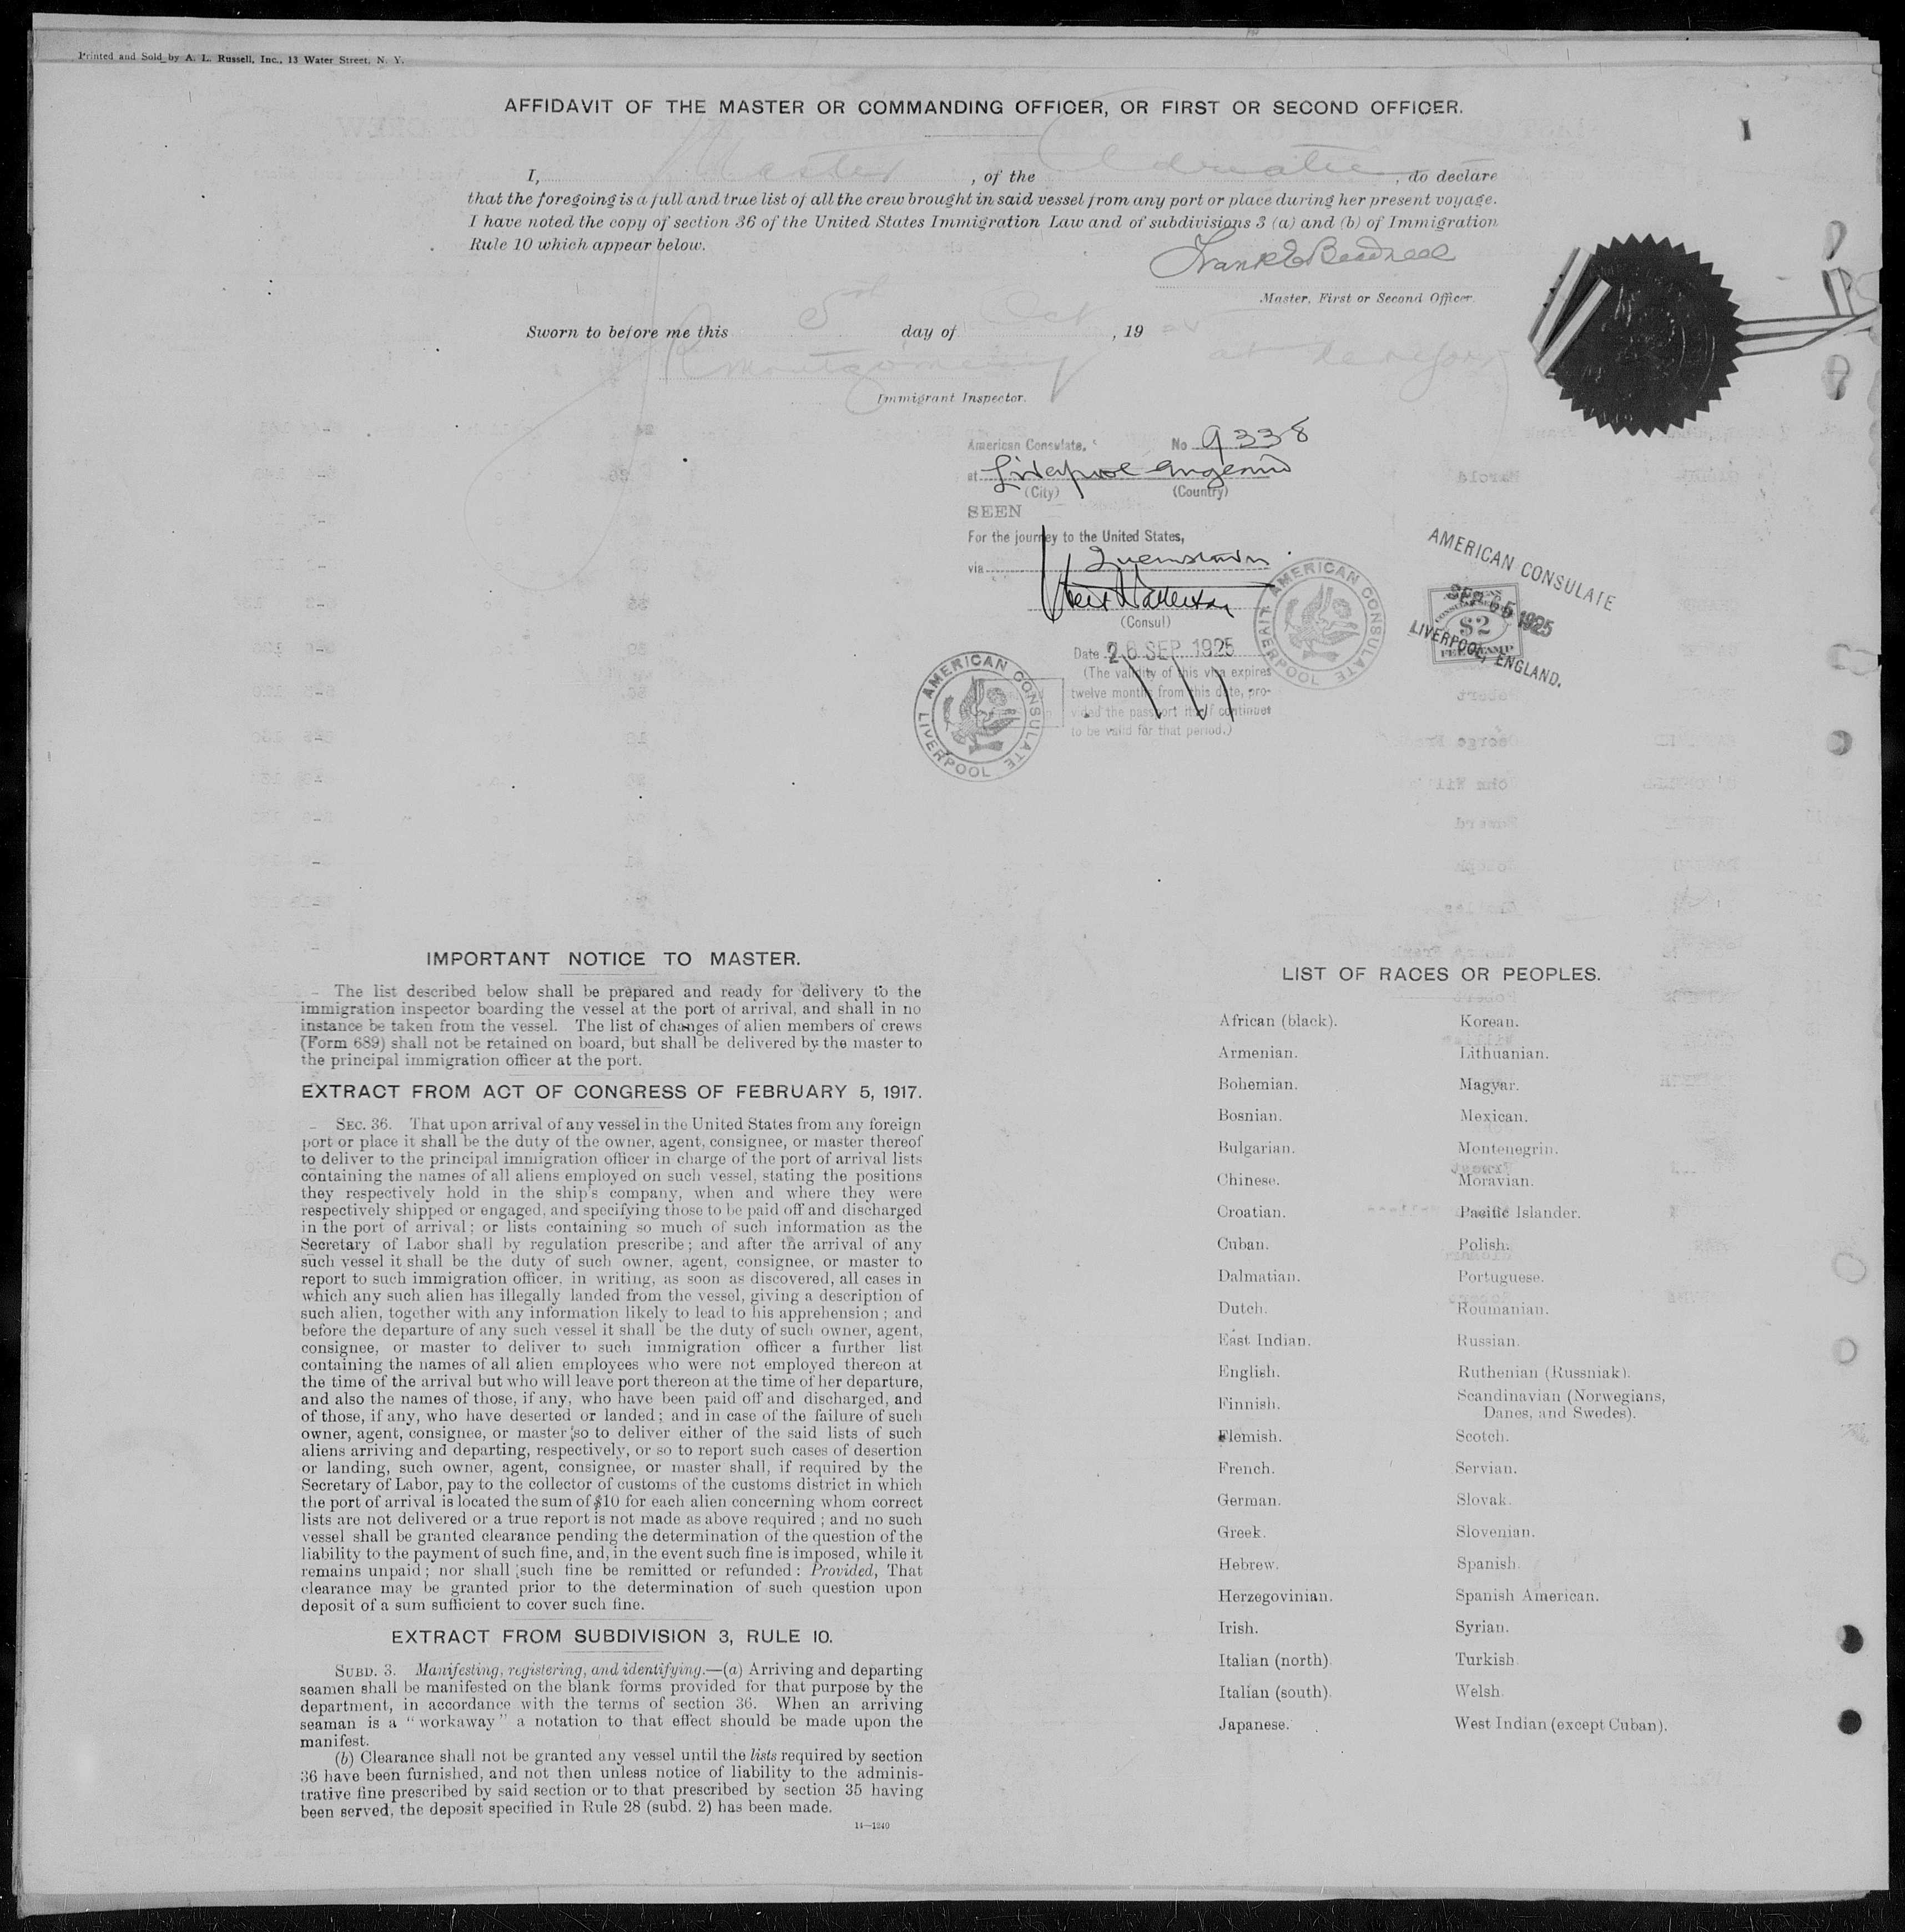 Printed and Sold by A. L. Russell, Inc., 13 Water Street, N. Y.
AFFIDAVIT OF THE MASTER OR COMMANDING OFFICER, OR FIRST OR SECOND OFFICER.
1
I, Master, of the Adriatic, do declare
that the foregoing is a full and true list of all the crew brought in said vessel from any port or place during her present voyage.
I have noted the copy of section 36 of the United States Immigration Law and of subdivisions 3 (a) and (b) of Immigration
Rule 10 which appear below.
Frank E Beadnell
Master, First or Second Officer.
Sworn to before me this 5th day of Oct, 19
Montgomery
Immigrant Inspector.
American Consulate, No 9338
at Liverpool England
(City) (Country)
SEEN
For the journey to the United States,
via Queenstown
(Consul)
Date 26 SEP 1925
(The validity of this visa expires
twelve months from this date, pro-
vided the passport itself continues
to be valid for that period.)
AMERICAN CONSULATE LIVERPOOL
AMERICAN CONSULATE LIVERPOOL
AMERICAN CONSULATE
SEP 1925
$2
FEE STAMP
LIVERPOOL, ENGLAND.
IMPORTANT NOTICE TO MASTER.
The list described below shall be prepared and ready for delivery to the
immigration inspector boarding the vessel at the port of arrival, and shall in no
instance be taken from the vessel. The list of changes of alien members of crews
(Form 689) shall not be retained on board, but shall be delivered by the master to
the principal immigration officer at the port.
EXTRACT FROM ACT OF CONGRESS OF FEBRUARY 5, 1917.
SEC. 36. That upon arrival of any vessel in the United States from any foreign
port or place it shall be the duty of the owner, agent, consignee, or master thereof
to deliver to the principal immigration officer in charge of the port of arrival lists
containing the names of all aliens employed on such vessel, stating the positions
they respectively hold in the ship's company, when and where they were
respectively shipped or engaged, and specifying those to be paid off and discharged
in the port of arrival; or lists containing so much of such information as the
Secretary of Labor shall by regulation prescribe; and after the arrival of any
such vessel it shall be the duty of such owner, agent, consignee, or master to
report to such immigration officer, in writing, as soon as discovered, all cases in
which any such alien has illegally landed from the vessel, giving a description of
such alien, together with any information likely to lead to his apprehension; and
before the departure of any such vessel it shall be the duty of such owner, agent,
consignee, or master to deliver to such immigration officer a further list
containing the names of all alien employees who were not employed thereon at
the time of the arrival but who will leave port thereon at the time of her departure,
and also the names of those, if any, who have been paid off and discharged, and
of those, if any, who have deserted or landed; and in case of the failure of such
owner, agent, consignee, or master so to deliver either of the said lists of such
aliens arriving and departing, respectively, or so to report such cases of desertion
or landing, such owner, agent, consignee, or master shall, if required by the
Secretary of Labor, pay to the collector of customs of the customs district in which
the port of arrival is located the sum of $10 for each alien concerning whom correct
lists are not delivered or a true report is not made as above required; and no such
vessel shall be granted clearance pending the determination of the question of the
liability to the payment of such fine, and, in the event such fine is imposed, while it
remains unpaid; nor shall such fine be remitted or refunded: Provided, That
clearance may be granted prior to the determination of such question upon
deposit of a sum sufficient to cover such fine.
EXTRACT FROM SUBDIVISION 3, RULE 10.
SUBD. 3. Manifesting, registering, and identifying.—(a) Arriving and departing
seamen shall be manifested on the blank forms provided for that purpose by the
department, in accordance with the terms of section 36. When an arriving
seaman is a "workaway" a notation to that effect should be made upon the
manifest.
(b) Clearance shall not be granted any vessel until the lists required by section
36 have been furnished, and not then unless notice of liability to the adminis-
trative fine prescribed by said section or to that prescribed by section 35 having
been served, the deposit specified in Rule 28 (subd. 2) has been made.
14—1240
LIST OF RACES OR PEOPLES.
African (black).
Armenian.
Bohemian.
Bosnian.
Bulgarian.
Chinese.
Croatian.
Cuban.
Dalmatian.
Dutch.
East Indian.
English.
Finnish.
Flemish.
French.
German.
Greek.
Hebrew.
Herzegovinian.
Irish.
Italian (north).
Italian (south).
Japanese.
Korean.
Lithuanian.
Magyar.
Mexican.
Montenegrin.
Moravian.
Pacific Islander.
Polish.
Portuguese.
Roumanian.
Russian.
Ruthenian (Russniak).
Scandinavian (Norwegians,
Danes, and Swedes).
Scotch.
Servian.
Slovak.
Slovenian.
Spanish.
Spanish American.
Syrian.
Turkish.
Welsh.
West Indian (except Cuban).